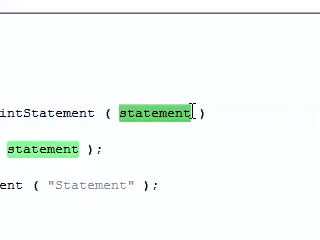 intStatement ( statement )
statement );
ent ( "Statement" );